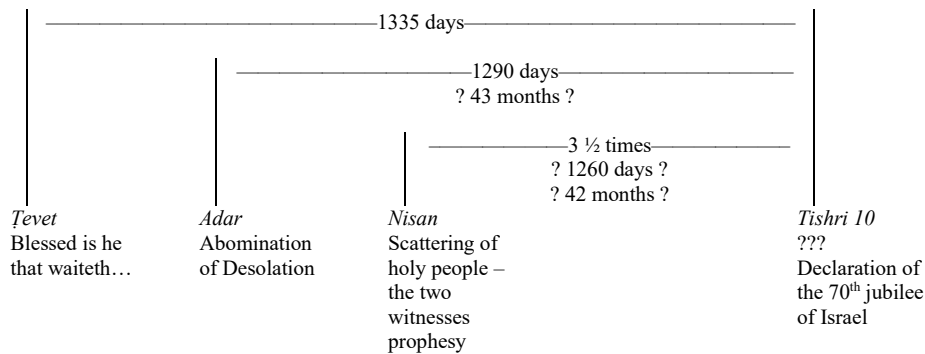 1335 days
1290 days
? 43 months ?
3 ½ times
? 1260 days ?
? 42 months ?
Ṭevet
Blessed is he
that waiteth…
Adar
Abomination
of Desolation
Nisan
Scattering of
holy people –
the two
witnesses
prophesy
Tishri 10
???
Declaration of
the 70th jubilee
of Israel